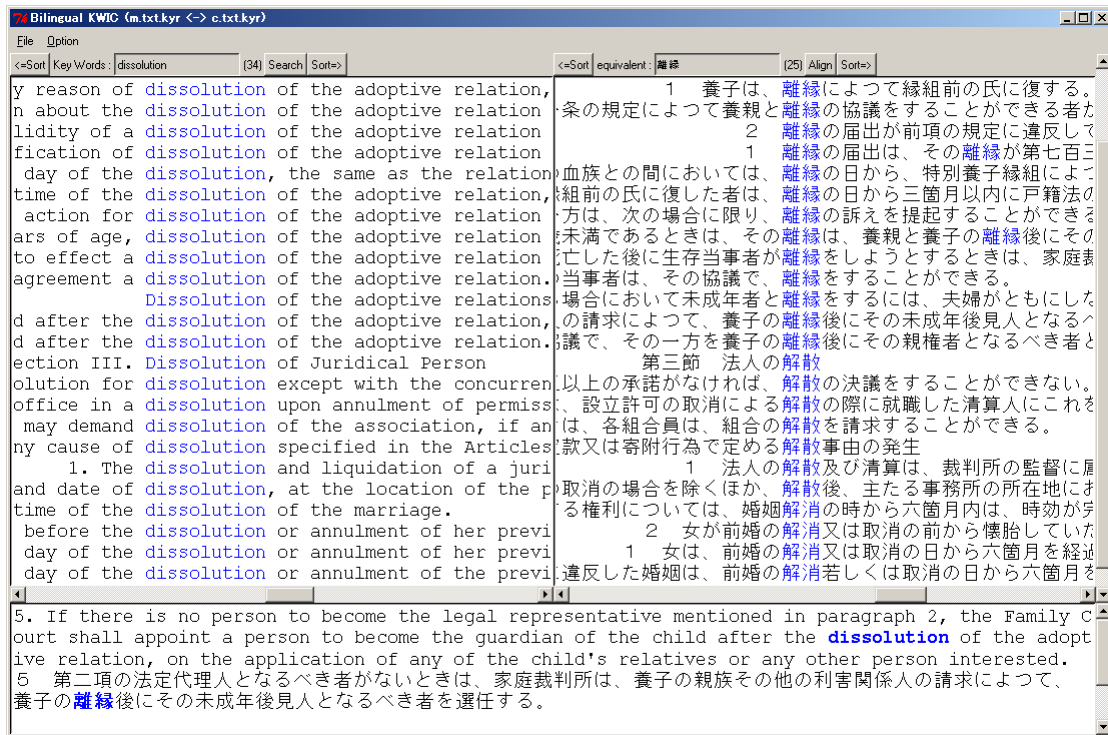 Bilingual KWIC (m.txt.kyr <-> c.txt.kyr)
File Option
<=Sort Key Words : dissolution (34) Search Sort=>
<=Sort equivalent : 離縁 (25) Align Sort=>
y reason of dissolution of the adoptive relation,
n about the dissolution of the adoptive relation
lidity of a dissolution of the adoptive relation
fication of dissolution of the adoptive relation
day of the dissolution, the same as the relation
time of the dissolution of the adoptive relation
action for dissolution of the adoptive relation
ars of age, dissolution of the adoptive relation
to effect a dissolution of the adoptive relation
agreement a dissolution of the adoptive relation.
Dissolution of the adoptive relations
d after the dissolution of the adoptive relation,
d after the dissolution of the adoptive relation.
ection III. Dissolution of Juridical Person
olution for dissolution except with the concurren
office in a dissolution upon annulment of permiss
may demand dissolution of the association, if an
ny cause of dissolution specified in the Articles
1. The dissolution and liquidation of a juri
and date of dissolution, at the location of the p
time of the dissolution of the marriage.
before the dissolution or annulment of her previ
day of the dissolution or annulment of her previ
day of the dissolution or annulment of the previ
1 養子は、離縁によつて縁組前の氏に復する。
条の規定によつて養親と離縁の協議をすることができる者が
2 離縁の届出が前項の規定に違反して
1 離縁の届出は、その離縁が第七百三
血族との間においては、離縁の日から、特別養子縁組によつ
組前の氏に復した者は、離縁の日から三箇月以内に戸籍法の
方は、次の場合に限り、離縁の訴えを提起することができる
未満であるときは、その離縁は、養親と養子の離縁後にその
亡した後に生存当事者が離縁をしようとするときは、家庭裁
当事者は、その協議で、離縁をすることができる。
場合において未成年者と離縁をするには、夫婦がともにしな
の請求によつて、養子の離縁後にその未成年後見人となるべ
議で、その一方を養子の離縁後にその親権者となるべき者と
第三節 法人の解散
以上の承諾がなければ、解散の決議をすることができない。
、設立許可の取消による解散の際に就職した清算人にこれを
は、各組合員は、組合の解散を請求することができる。
款又は寄附行為で定める解散事由の発生
1 法人の解散及び清算は、裁判所の監督に属
取消の場合を除くほか、解散後、主たる事務所の所在地にお
る権利については、婚姻解消の時から六箇月内は、時効が完
2 女が前婚の解消又は取消の前から懐胎していた
1 女は、前婚の解消又は取消の日から六箇月を経過
違反した婚姻は、前婚の解消若しくは取消の日から六箇月を
5. If there is no person to become the legal representative mentioned in paragraph 2, the Family C
ourt shall appoint a person to become the guardian of the child after the dissolution of the adopt
ive relation, on the application of any of the child's relatives or any other person interested.
5 第二項の法定代理人となるべき者がないときは、家庭裁判所は、養子の親族その他の利害関係人の請求によつて、
養子の離縁後にその未成年後見人となるべき者を選任する。